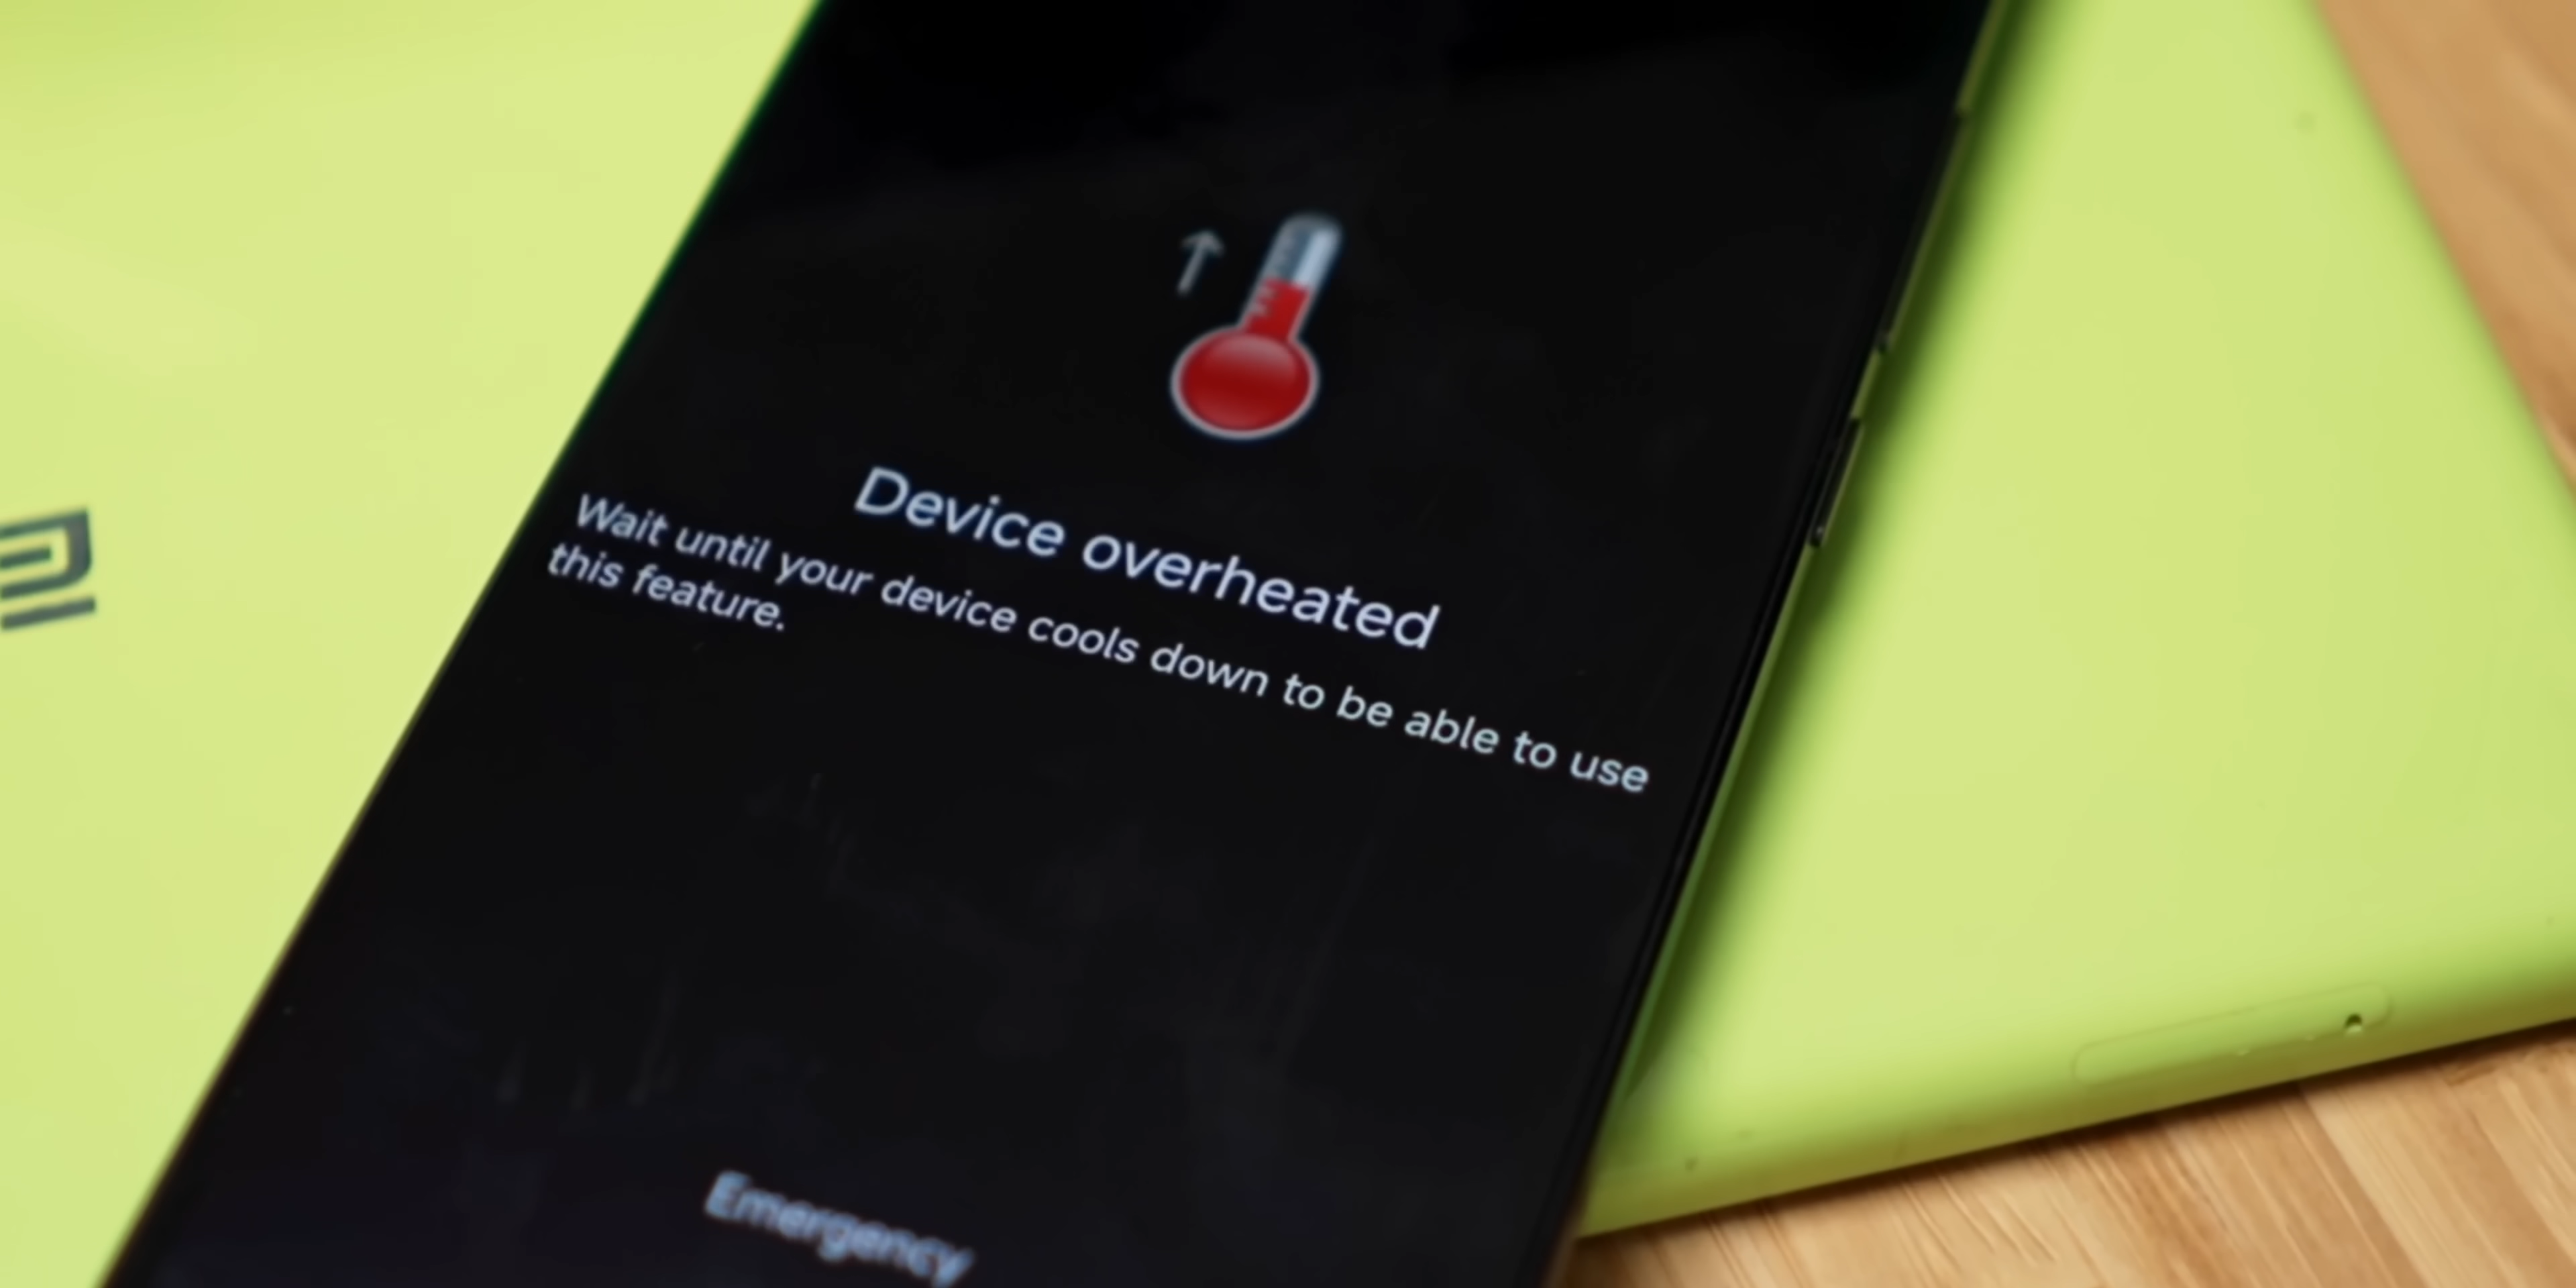 Device overheated
Wait until your device cools down to be able to use
this feature.
Emergency